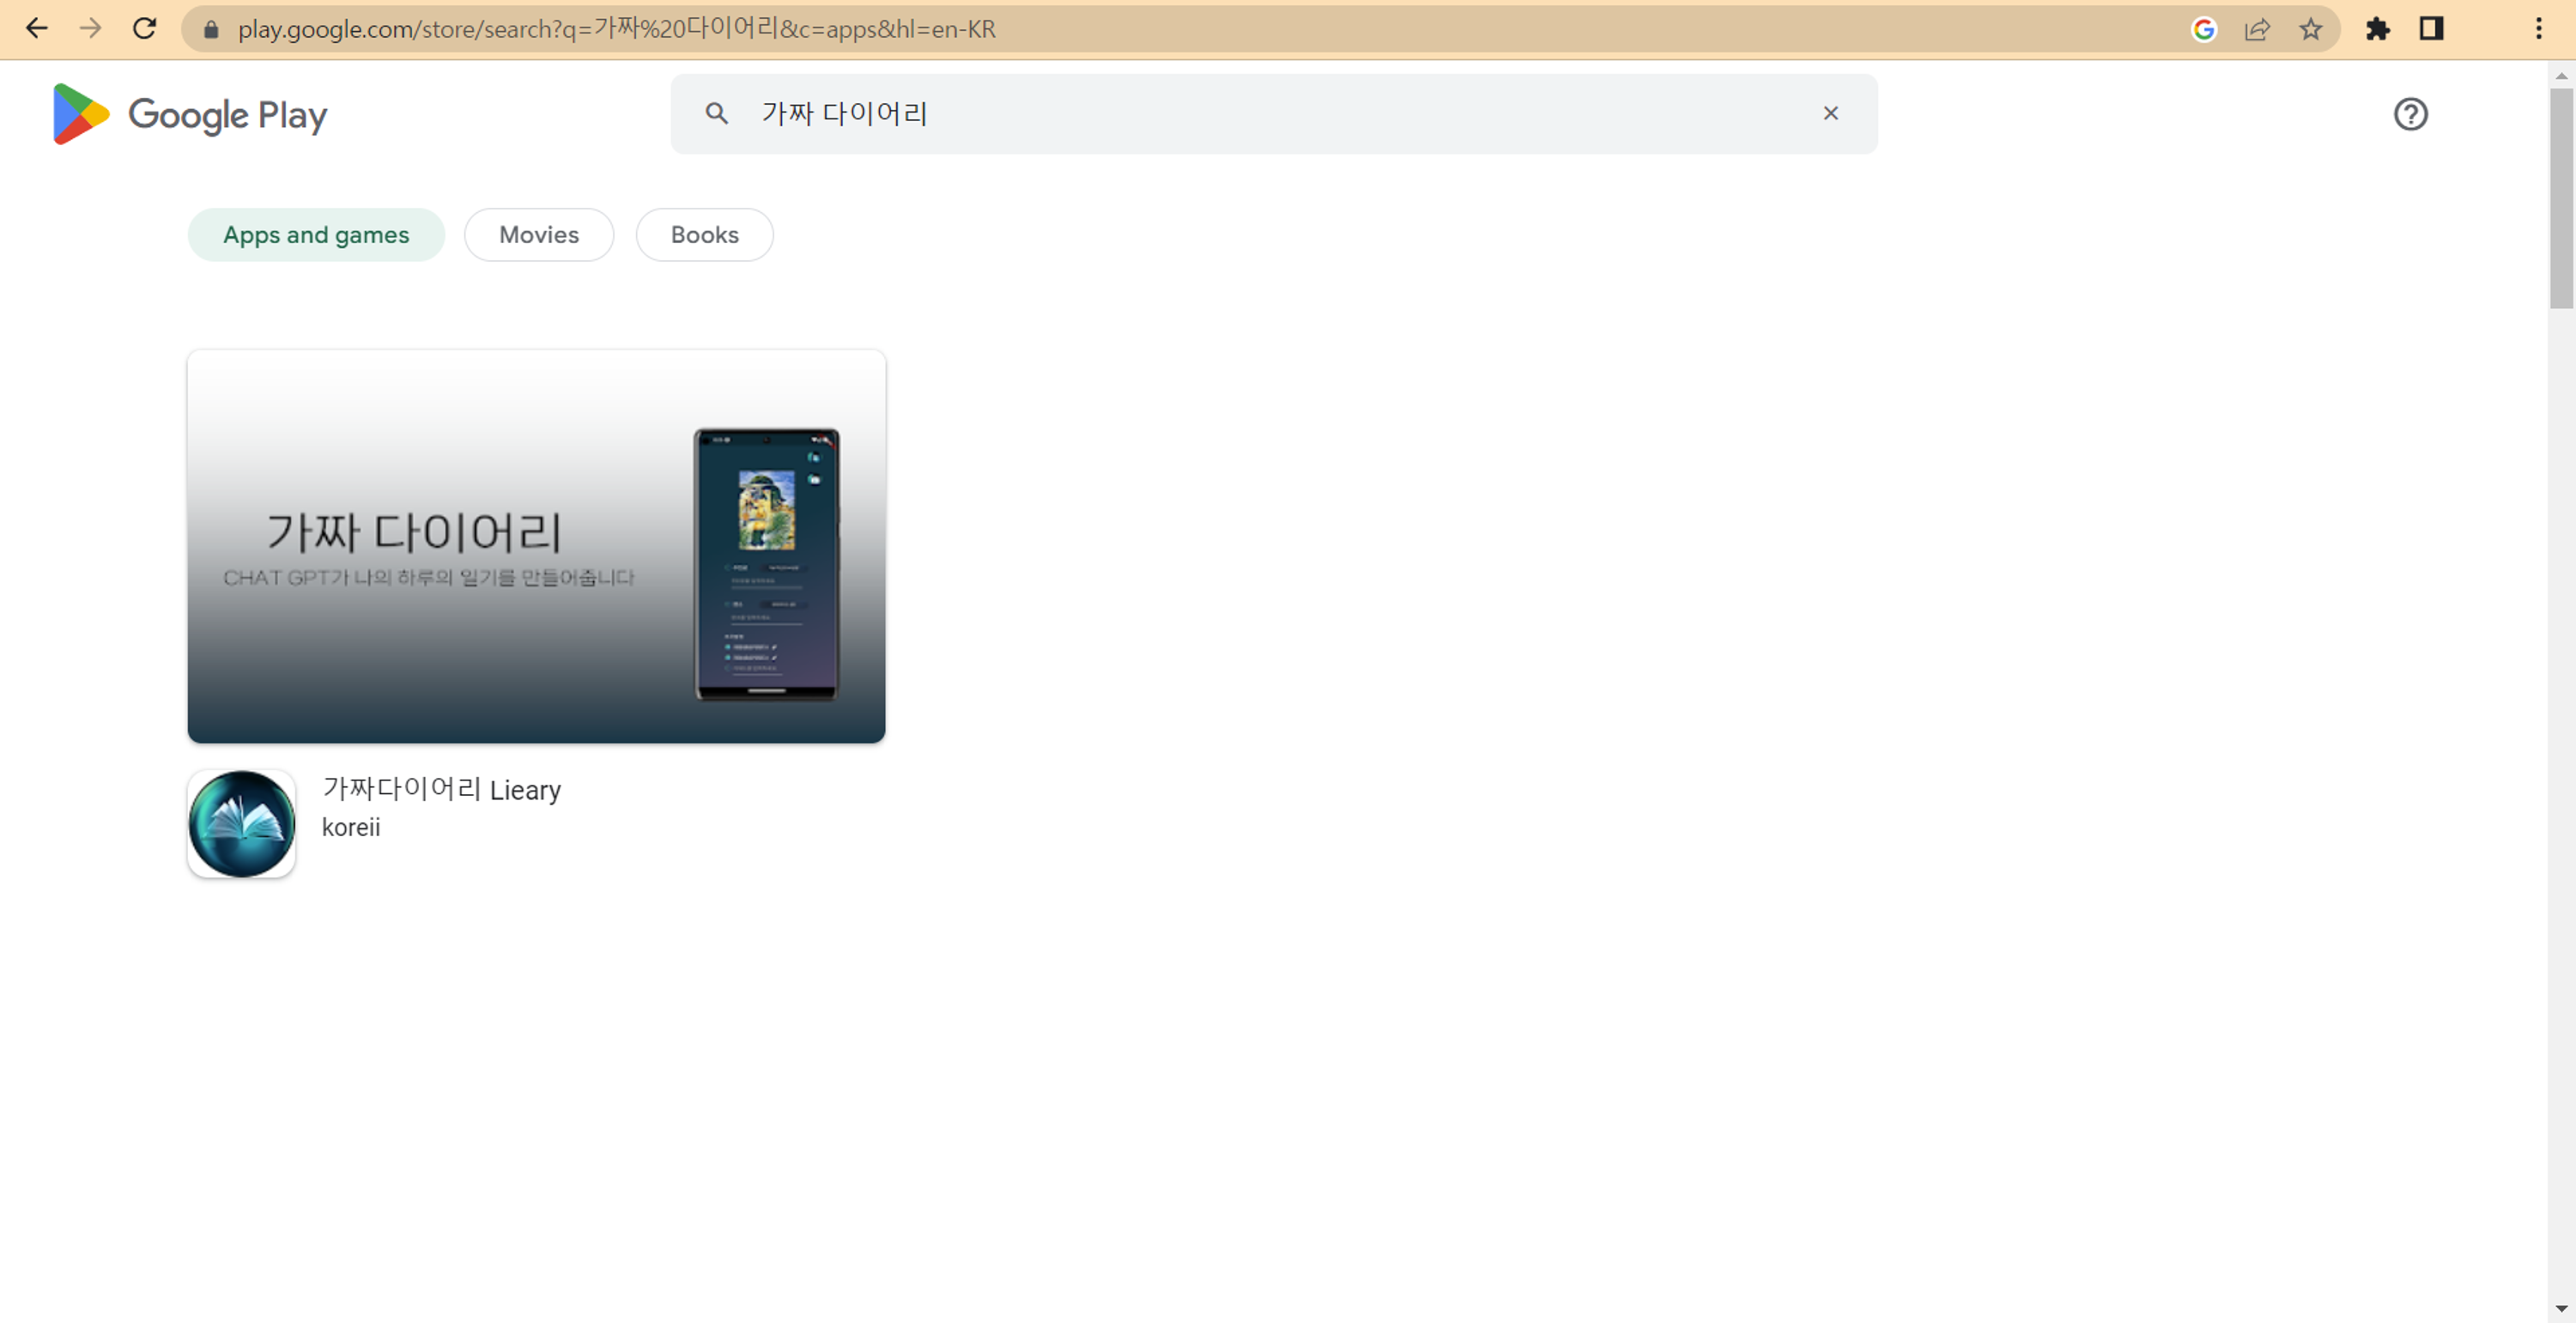 play.google.com/store/search?q=가짜%20다이어리&c=apps&hl=en-KR
Google Play
가짜 다이어리
Apps and games
Movies
Books
가짜 다이어리
CHAT GPT가 나의 하루의 일기를 만들어줍니다
가짜다이어리 Lieary
koreii